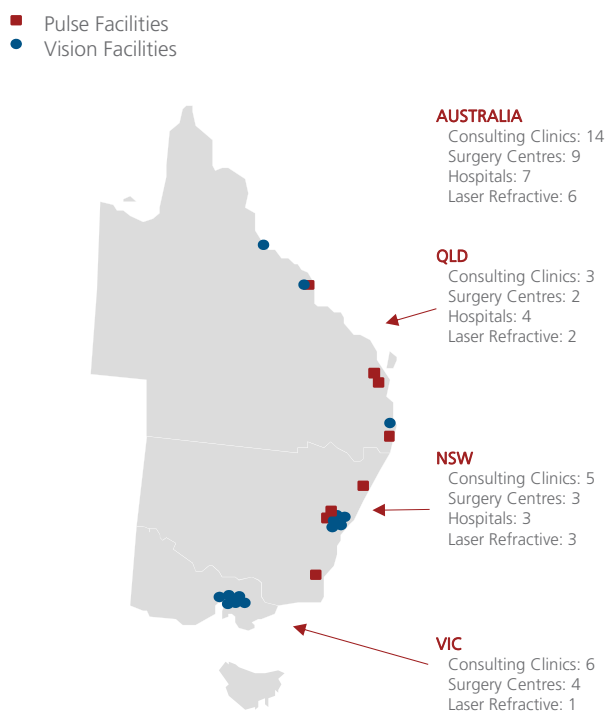 Pulse Facilities
Vision Facilities
AUSTRALIA
Consulting Clinics: 14
Surgery Centres: 9
Hospitals: 7
Laser Refractive: 6
QLD
Consulting Clinics: 3
Surgery Centres: 2
Hospitals: 4
Laser Refractive: 2
NSW
Consulting Clinics: 5
Surgery Centres: 3
Hospitals: 3
Laser Refractive: 3
VIC
Consulting Clinics: 6
Surgery Centres: 4
Laser Refractive: 1